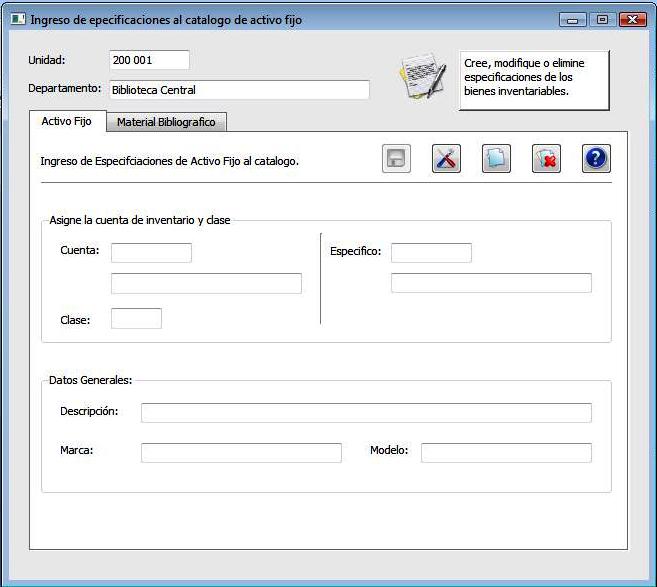 Ingreso de epecificaciones al catalogo de activo fijo
Unidad: 200 001
Departamento: Biblioteca Central
Cree, modifique o elimine
especificaciones de los
bienes inventariables.
Activo Fijo Material Bibliografico
Ingreso de Especifciaciones de Activo Fijo al catalogo.
?
Asigne la cuenta de inventario y clase
Cuenta: Especifico:
Clase:
Datos Generales:
Descripción:
Marca: Modelo: